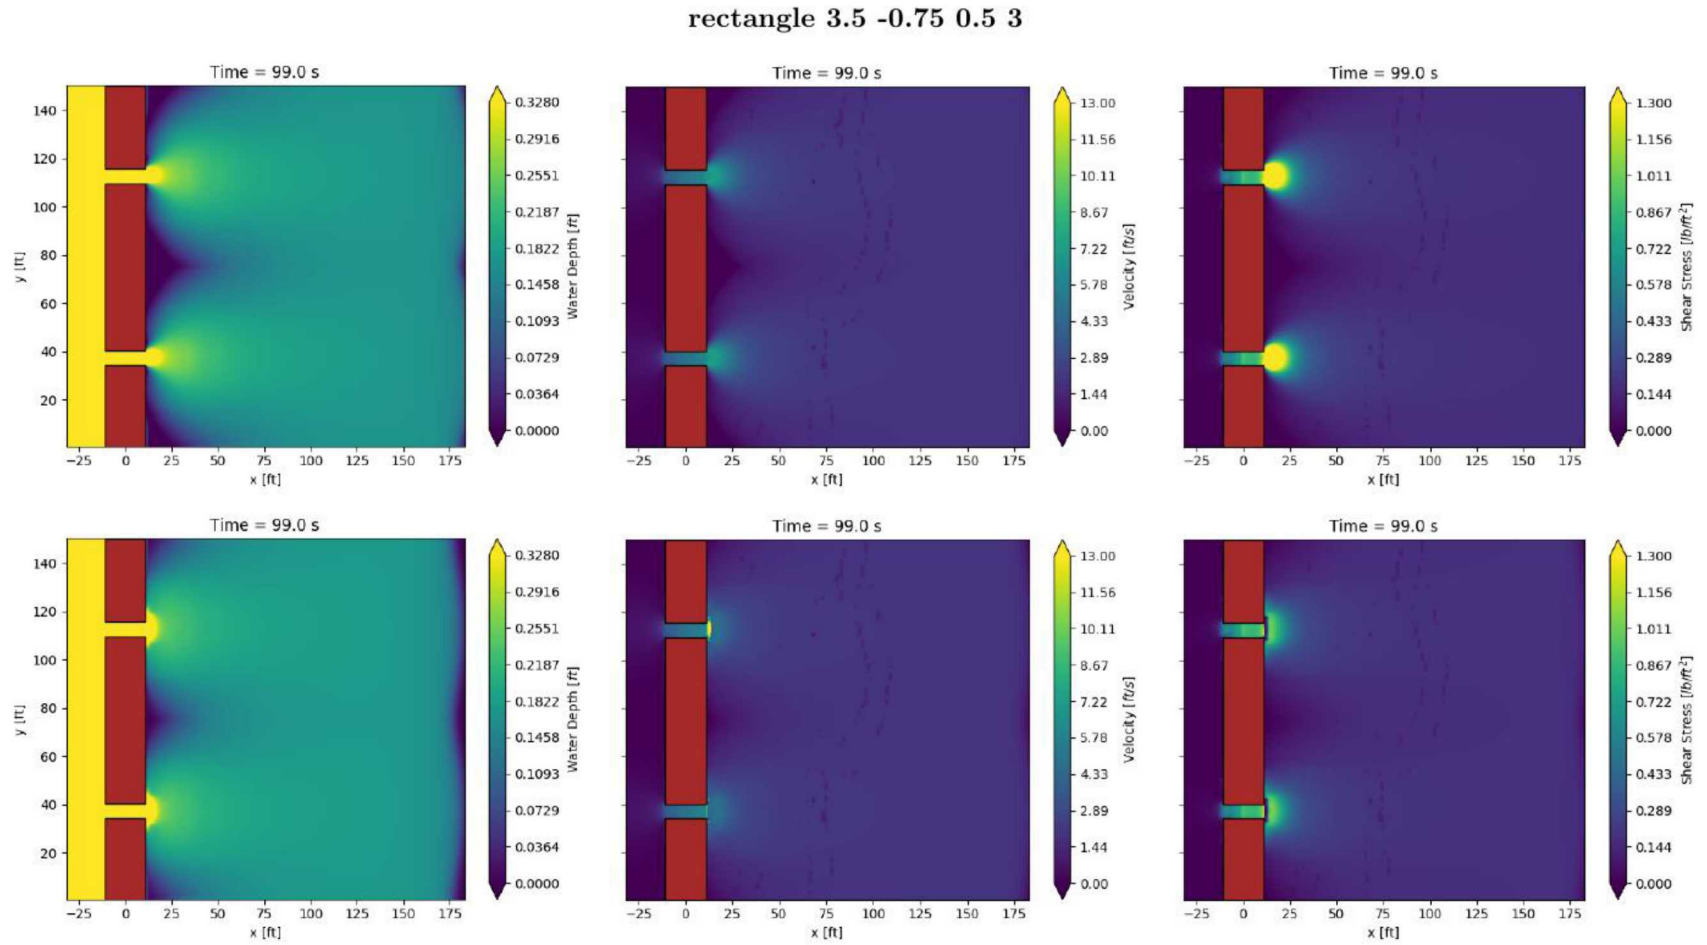 rectangle 3.5 -0.75 0.5 3
Time = 99.0 s
140
120
100
80
60
40
20
y [ft]
−25 0 25 50 75 100 125 150 175
x [ft]
0.3280
0.2916
0.2551
0.2187
0.1822
0.1458
0.1093
0.0729
0.0364
0.0000
Water Depth [ft]
Time = 99.0 s
−25 0 25 50 75 100 125 150 175
x [ft]
13.00
11.56
10.11
8.67
7.22
5.78
4.33
2.89
1.44
0.00
Velocity [ft/s]
Time = 99.0 s
−25 0 25 50 75 100 125 150 175
x [ft]
1.300
1.156
1.011
0.867
0.722
0.578
0.433
0.289
0.144
0.000
Shear Stress [lb/ft²]
Time = 99.0 s
140
120
100
80
60
40
20
y [ft]
−25 0 25 50 75 100 125 150 175
x [ft]
0.3280
0.2916
0.2551
0.2187
0.1822
0.1458
0.1093
0.0729
0.0364
0.0000
Water Depth [ft]
Time = 99.0 s
−25 0 25 50 75 100 125 150 175
x [ft]
13.00
11.56
10.11
8.67
7.22
5.78
4.33
2.89
1.44
0.00
Velocity [ft/s]
Time = 99.0 s
−25 0 25 50 75 100 125 150 175
x [ft]
1.300
1.156
1.011
0.867
0.722
0.578
0.433
0.289
0.144
0.000
Shear Stress [lb/ft²]